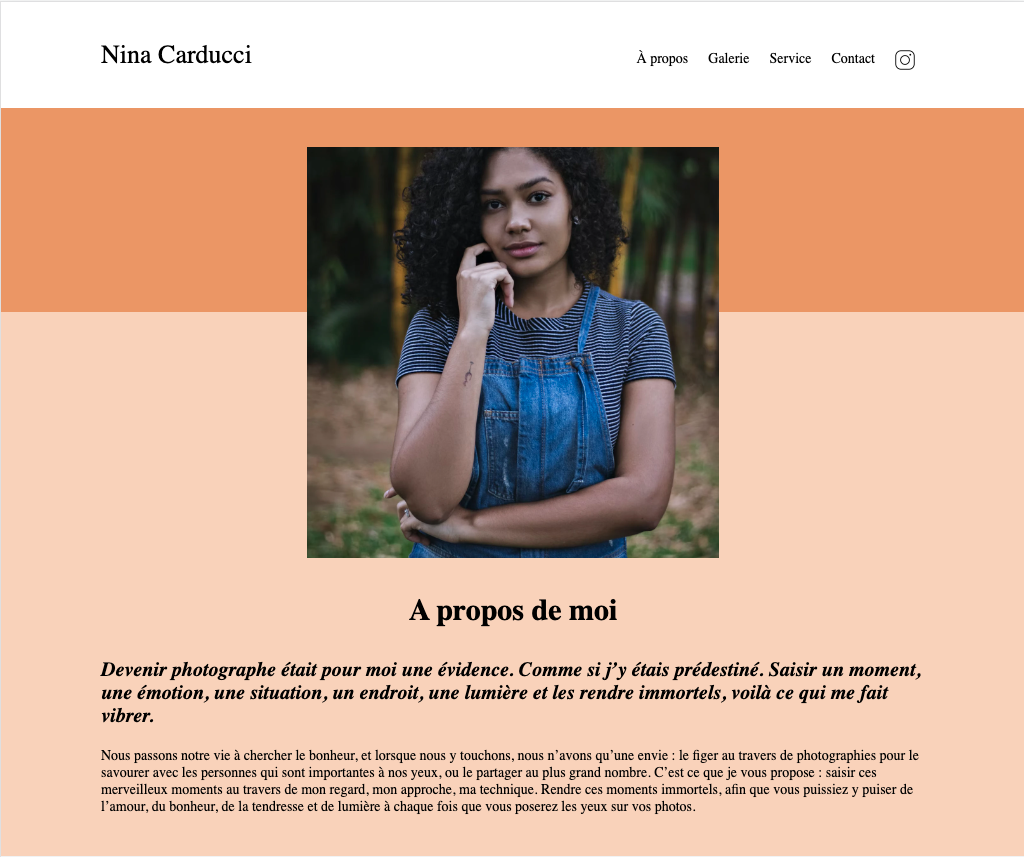 Nina Carducci
À propos Galerie Service Contact
A propos de moi
Devenir photographe était pour moi une évidence. Comme si j’y étais prédestiné. Saisir un moment,
une émotion, une situation, un endroit, une lumière et les rendre immortels, voilà ce qui me fait
vibrer.
Nous passons notre vie à chercher le bonheur, et lorsque nous y touchons, nous n’avons qu’une envie : le figer au travers de photographies pour le
savourer avec les personnes qui sont importantes à nos yeux, ou le partager au plus grand nombre. C’est ce que je vous propose : saisir ces
merveilleux moments au travers de mon regard, mon approche, ma technique. Rendre ces moments immortels, afin que vous puissiez y puiser de
l’amour, du bonheur, de la tendresse et de lumière à chaque fois que vous poserez les yeux sur vos photos.